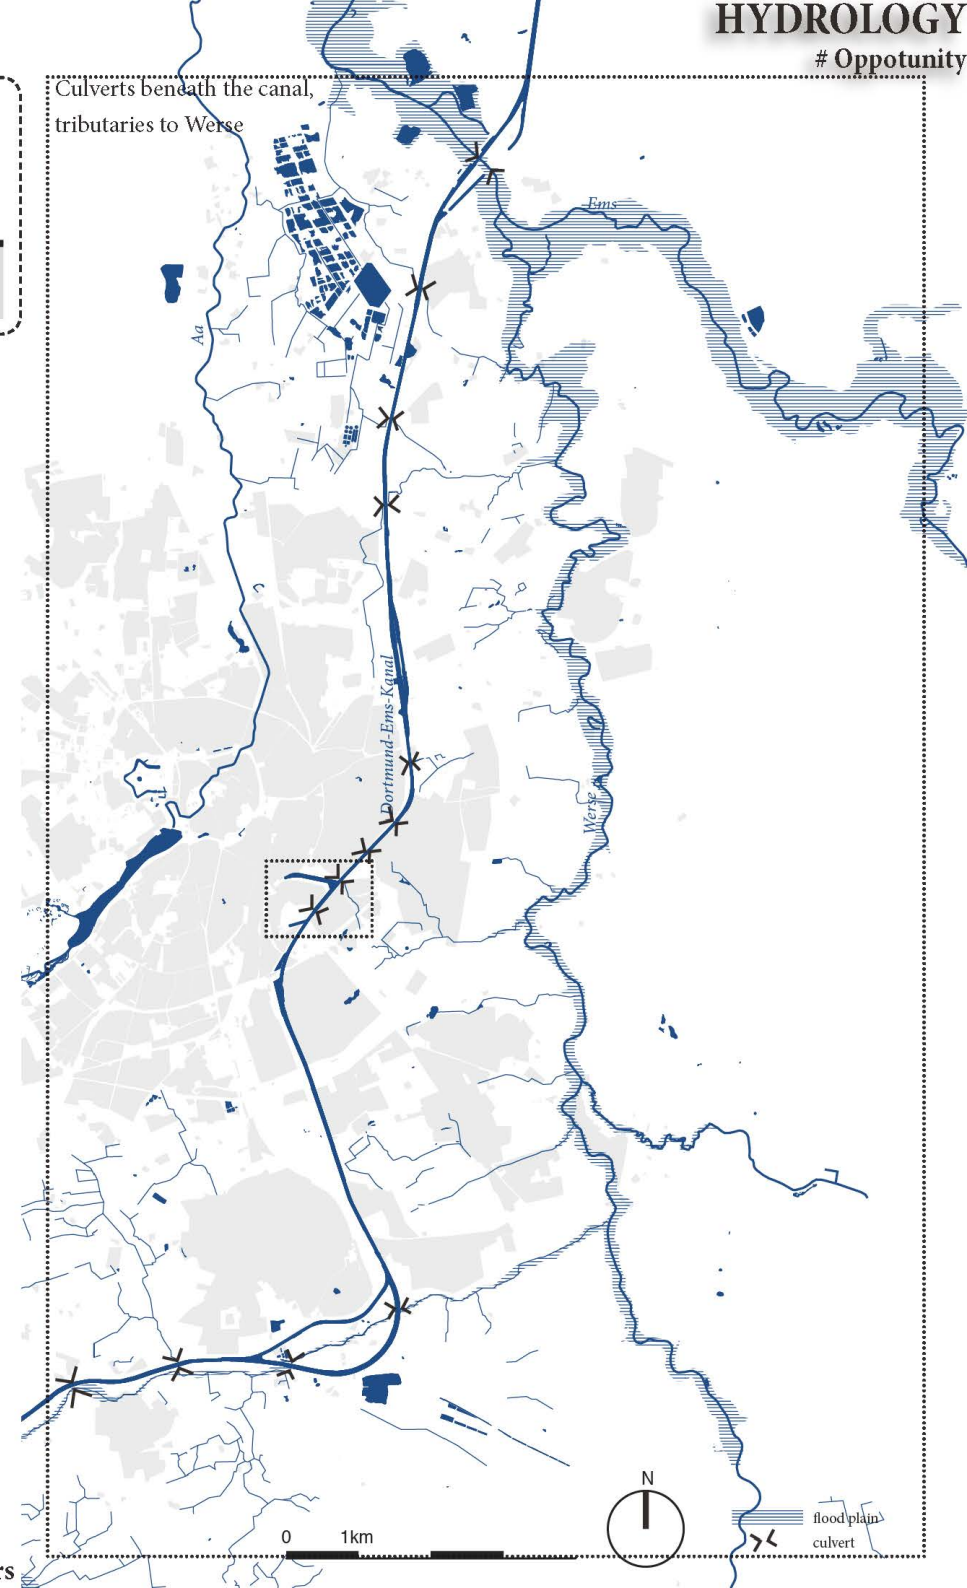 HYDROLOGY
# Oppotunity
Culverts beneath the canal,
tributaries to Werse
Ems
Aa
Dortmund-Ems-Kanal
Werse
N
0 1km
flood plain
culvert
rs